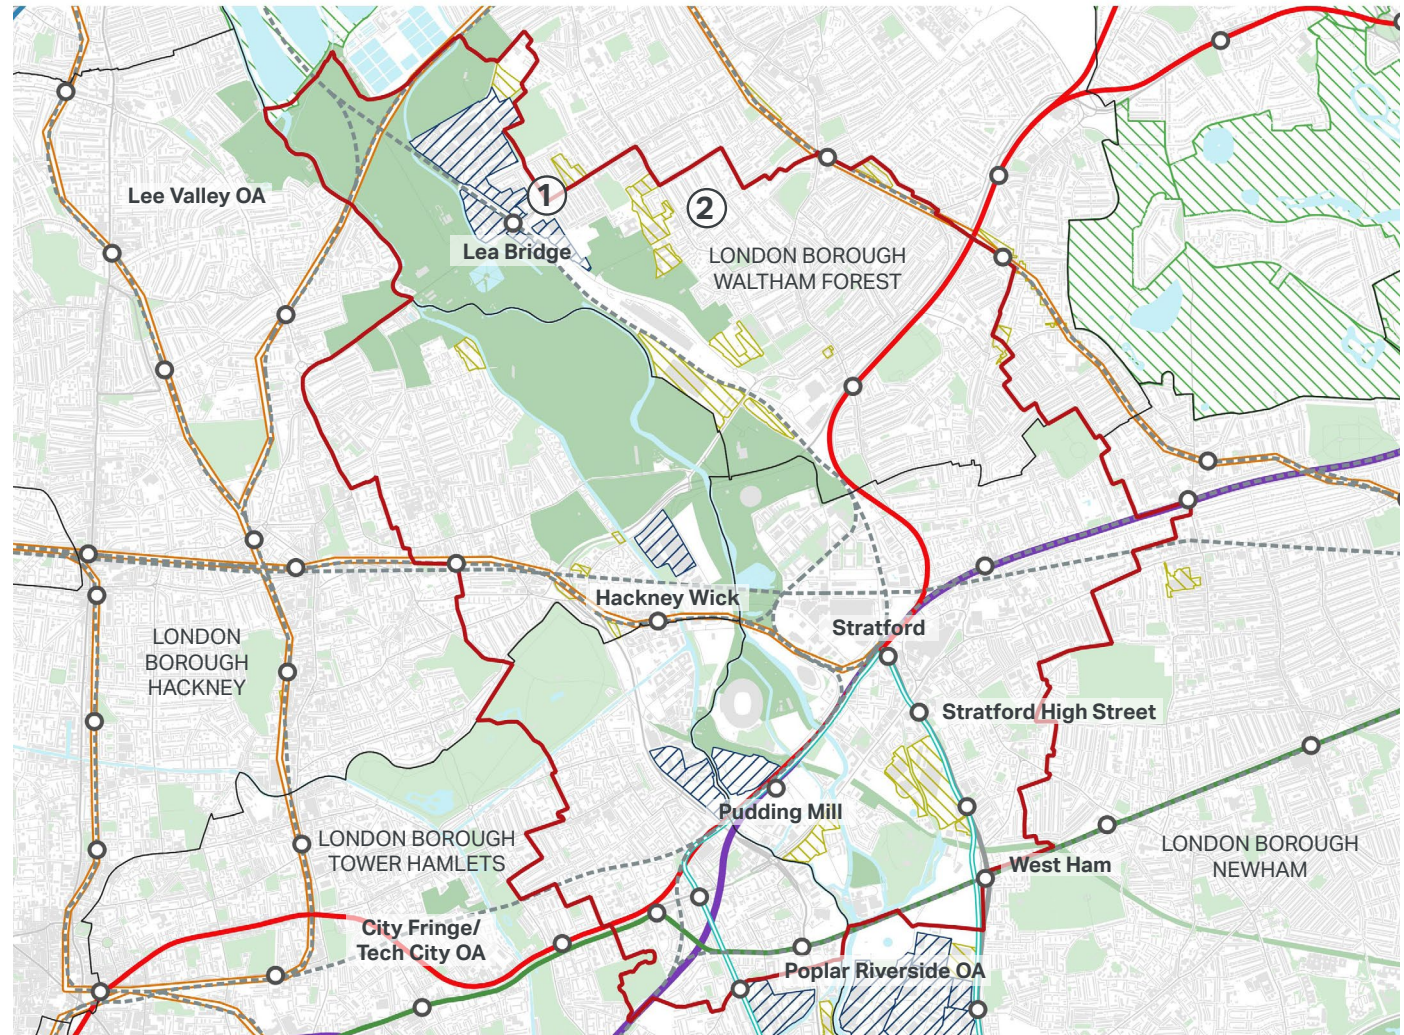 Lee Valley OA
1
2
Lea Bridge
LONDON BOROUGH
WALTHAM FOREST
Hackney Wick
Stratford
LONDON
BOROUGH
HACKNEY
Stratford High Street
Pudding Mill
LONDON BOROUGH
TOWER HAMLETS
West Ham
LONDON BOROUGH
NEWHAM
City Fringe/
Tech City OA
Poplar Riverside OA